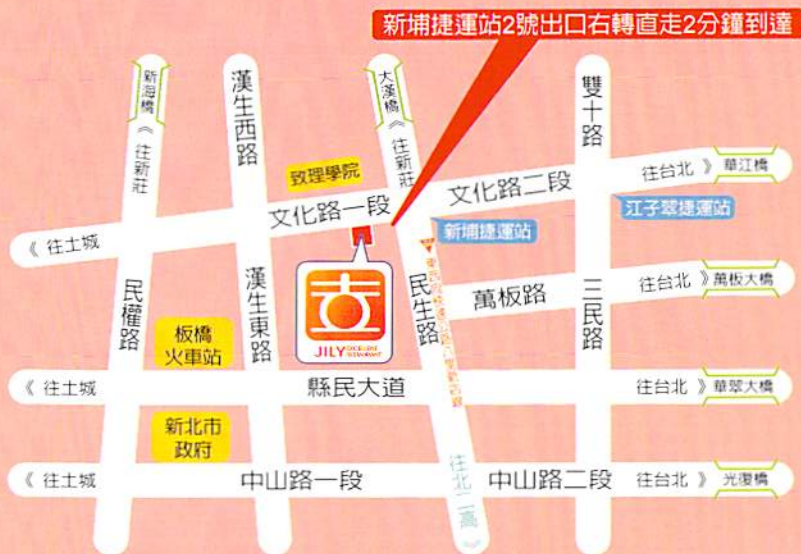 新埔捷運站2號出口右轉直走2分鐘到達
新海橋
《 往新莊
漢生西路
大漢橋
《 往新莊
雙十路
致理學院
文化路一段
文化路二段
往台北 》
華江橋
江子翠捷運站
新埔捷運站
《 往土城
民權路
漢生東路
JILY EXCELLENT RESTAURANT
民生路
萬板路
三民路
往台北 》
萬板大橋
板橋
火車站
《 往土城
縣民大道
往台北 》
華翠大橋
新北市
政府
《 往土城
中山路一段
往北二高 》
中山路二段
往台北 》
光復橋